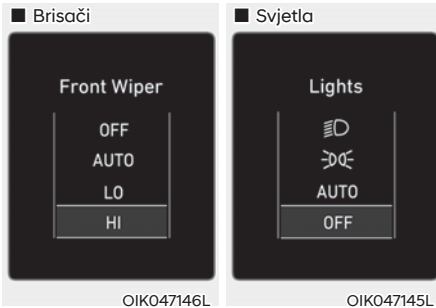 ■ Brisači
Front Wiper
OFF
AUTO
LO
HI
OIK047146L
■ Svjetla
Lights
AUTO
OFF
OIK047145L